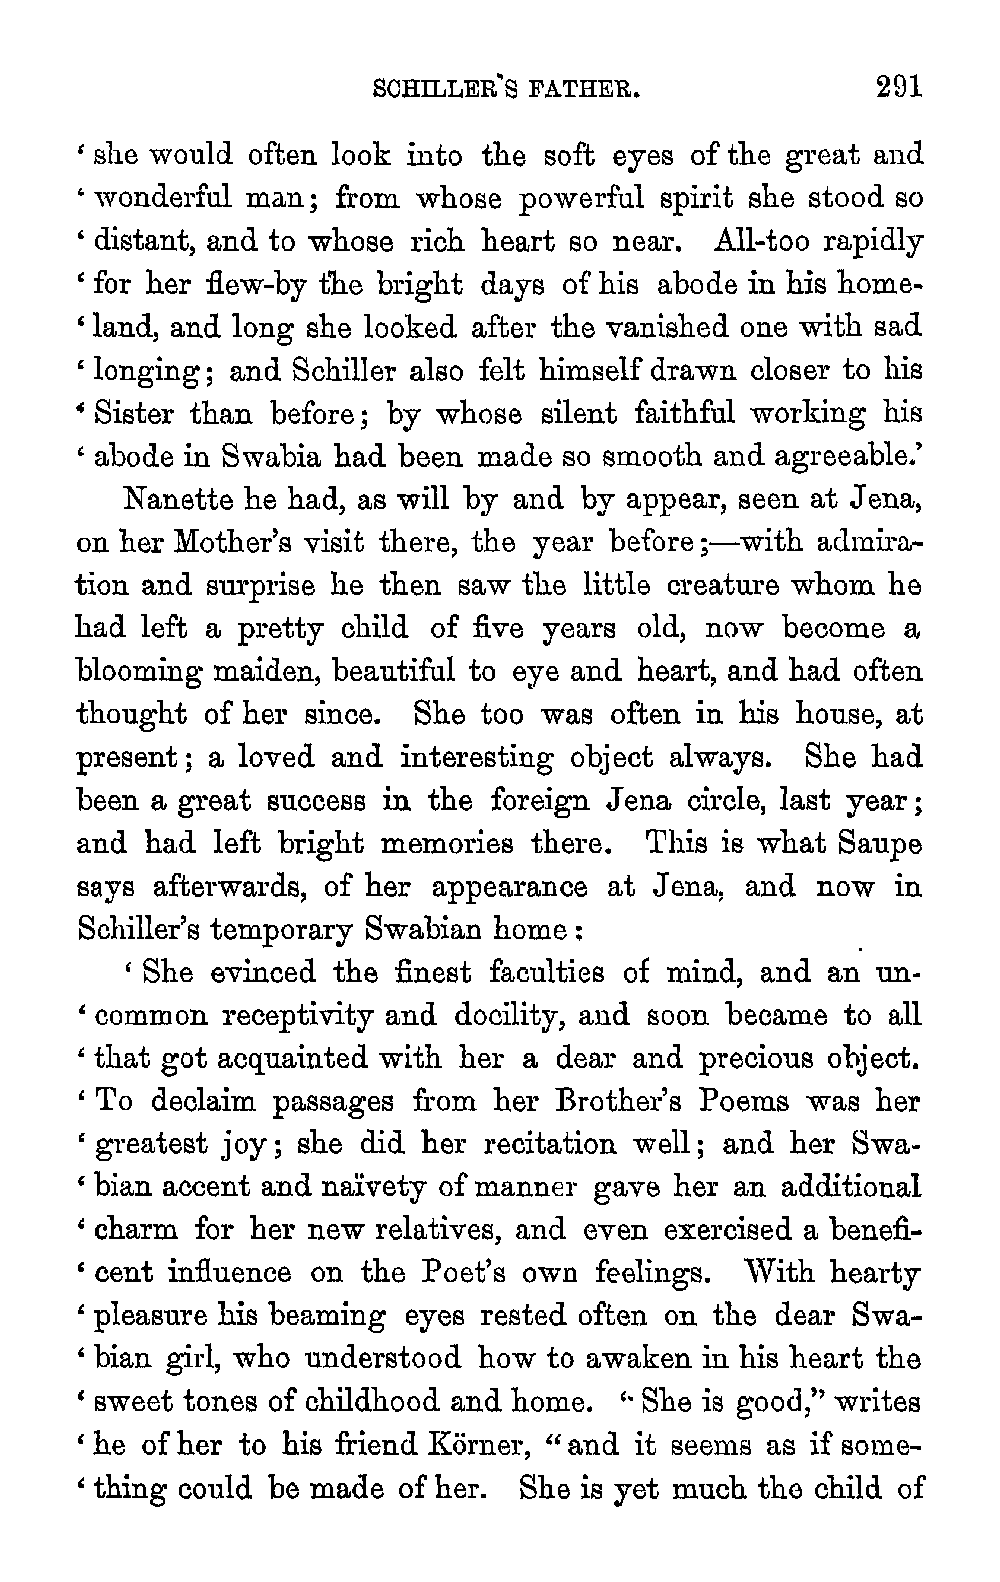 SCHILLER'S FATHER. 291
‘ she would often look into the soft eyes of the great and
‘ wonderful man; from whose powerful spirit she stood so
‘ distant, and to whose rich heart so near. All-too rapidly
‘ for her flew-by the bright days of his abode in his home-
‘ land, and long she looked after the vanished one with sad
‘ longing; and Schiller also felt himself drawn closer to his
‘ Sister than before; by whose silent faithful working his
‘ abode in Swabia had been made so smooth and agreeable.’
Nanette he had, as will by and by appear, seen at Jena,
on her Mother’s visit there, the year before;—with admira-
tion and surprise he then saw the little creature whom he
had left a pretty child of five years old, now become a
blooming maiden, beautiful to eye and heart, and had often
thought of her since. She too was often in his house, at
present; a loved and interesting object always. She had
been a great success in the foreign Jena circle, last year;
and had left bright memories there. This is what Saupe
says afterwards, of her appearance at Jena, and now in
Schiller’s temporary Swabian home:
‘ She evinced the finest faculties of mind, and an un-
‘ common receptivity and docility, and soon became to all
‘ that got acquainted with her a dear and precious object.
‘ To declaim passages from her Brother’s Poems was her
‘ greatest joy; she did her recitation well; and her Swa-
‘ bian accent and naïvety of manner gave her an additional
‘ charm for her new relatives, and even exercised a benefi-
‘ cent influence on the Poet’s own feelings. With hearty
‘ pleasure his beaming eyes rested often on the dear Swa-
‘ bian girl, who understood how to awaken in his heart the
‘ sweet tones of childhood and home. “ She is good,” writes
‘ he of her to his friend Körner, “ and it seems as if some-
‘ thing could be made of her. She is yet much the child of